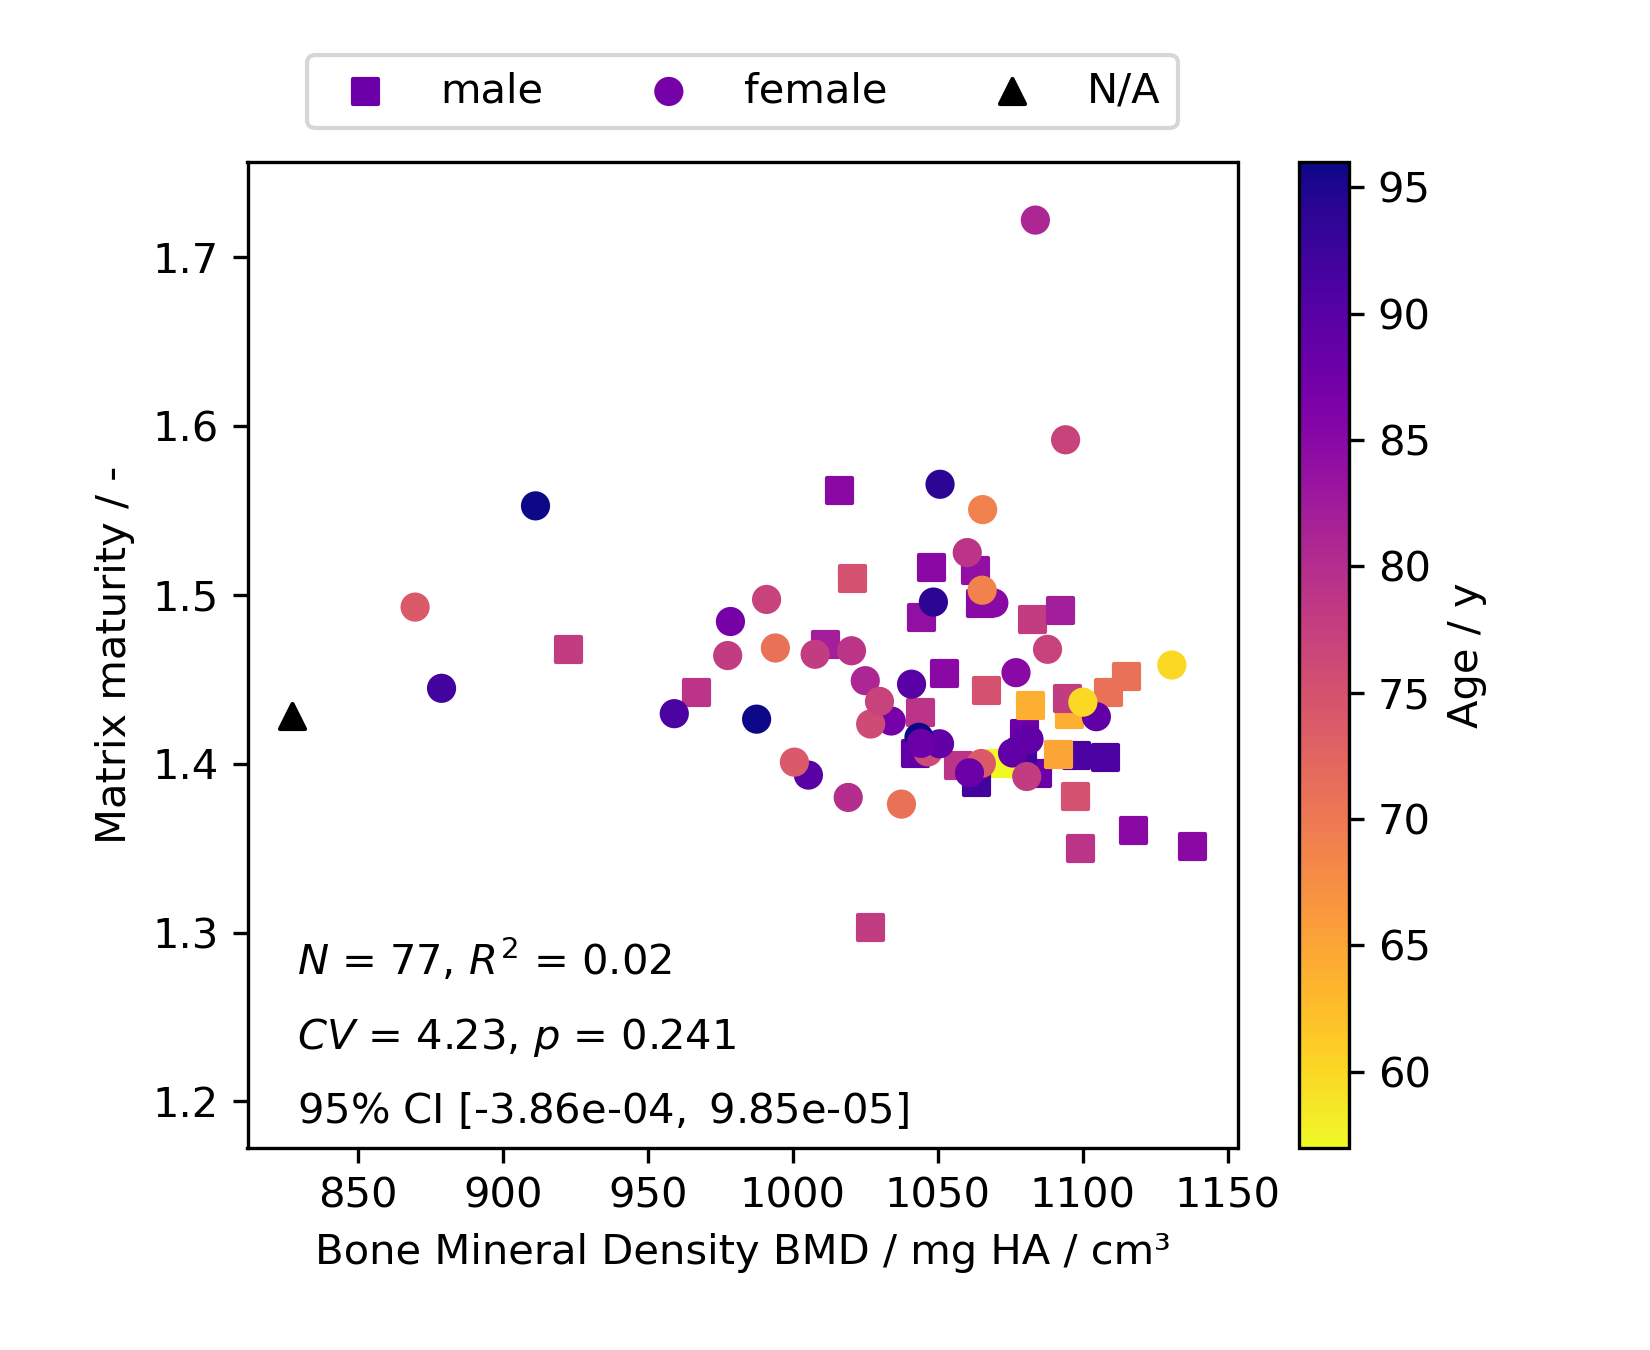 male female N/A
1.7
1.6
1.5
1.4
1.3
1.2
Matrix maturity / -
N = 77, R² = 0.02
CV = 4.23, p = 0.241
95% CI [-3.86e-04, 9.85e-05]
850 900 950 1000 1050 1100 1150
Bone Mineral Density BMD / mg HA / cm³
95
90
85
80
75
70
65
60
Age / y